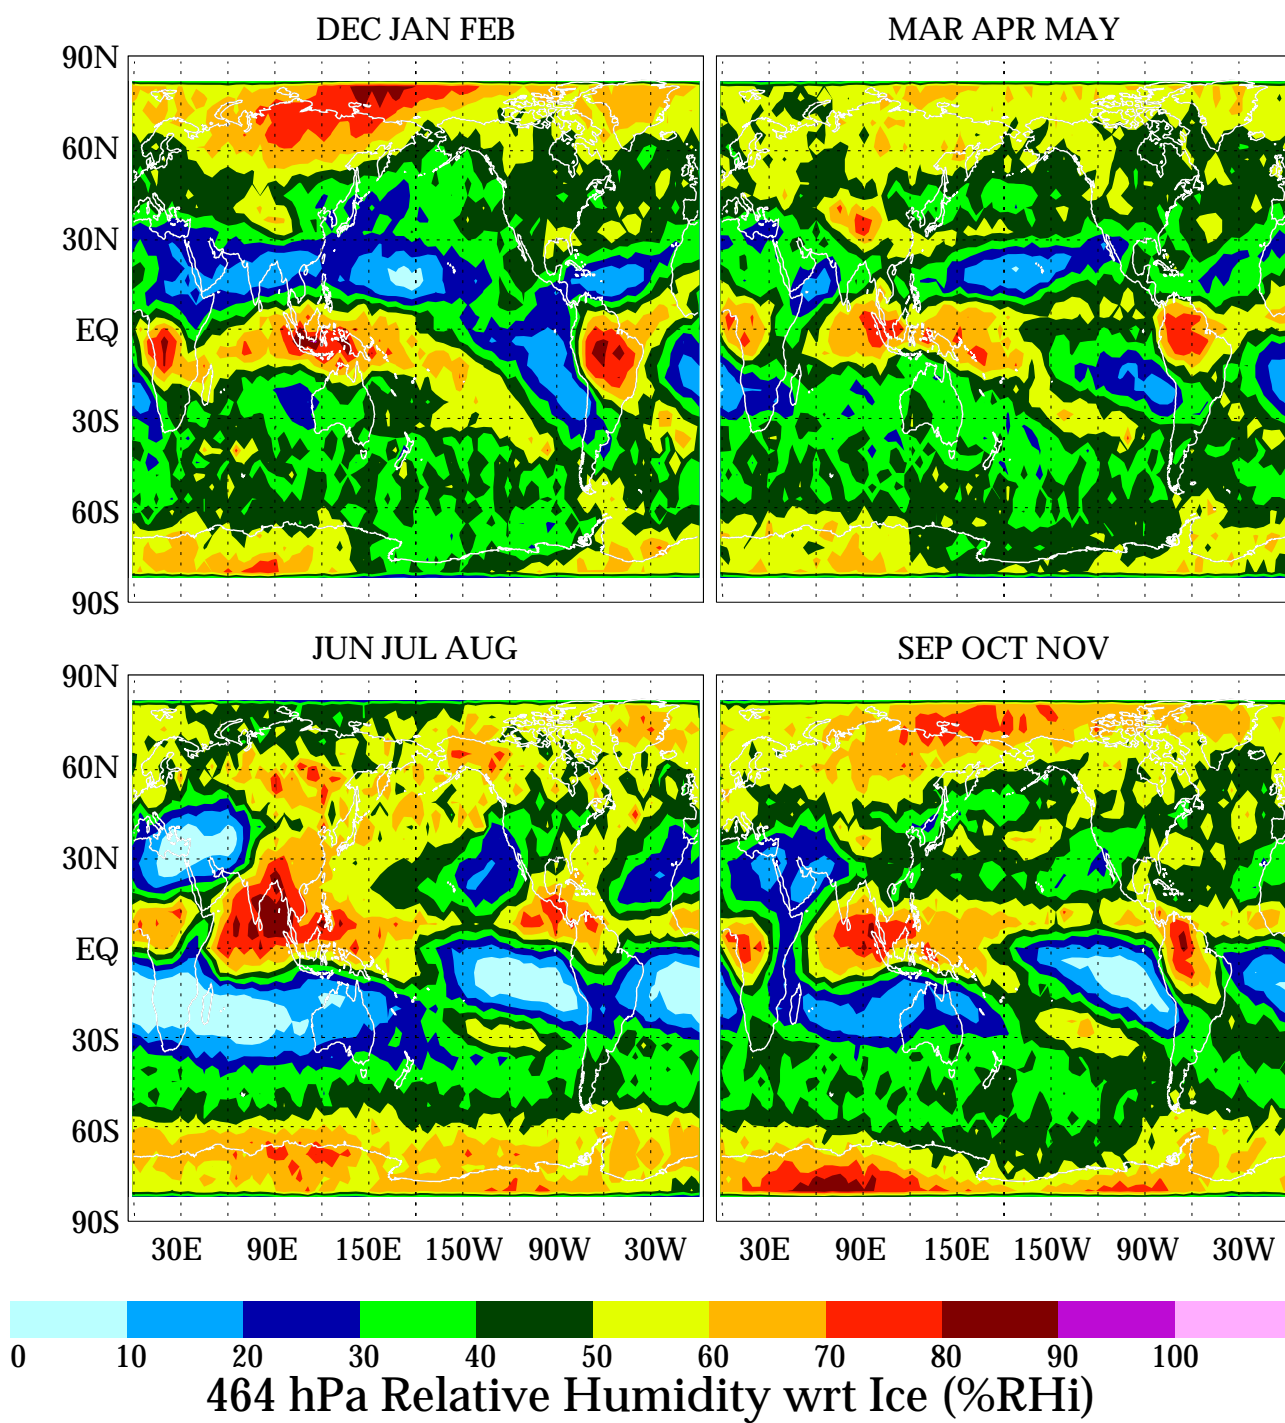 DEC JAN FEB MAR APR MAY
90N
60N
30N
EQ
30S
60S
90S
JUN JUL AUG SEP OCT NOV
90N
60N
30N
EQ
30S
60S
90S
30E 90E 150E 150W 90W 30W 30E 90E 150E 150W 90W 30W
0 10 20 30 40 50 60 70 80 90 100
464 hPa Relative Humidity wrt Ice (%RHi)